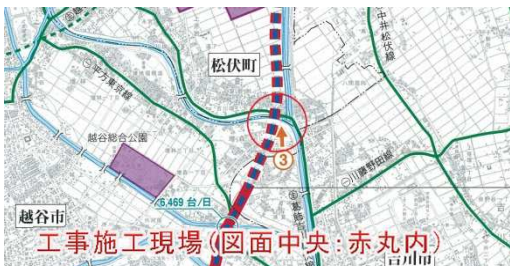 中井松伏線
松伏町
平方東京線
越谷総合公園
③
川藤野田線
6,469 台/日
越谷市
工事施工現場(図面中央:赤丸内)